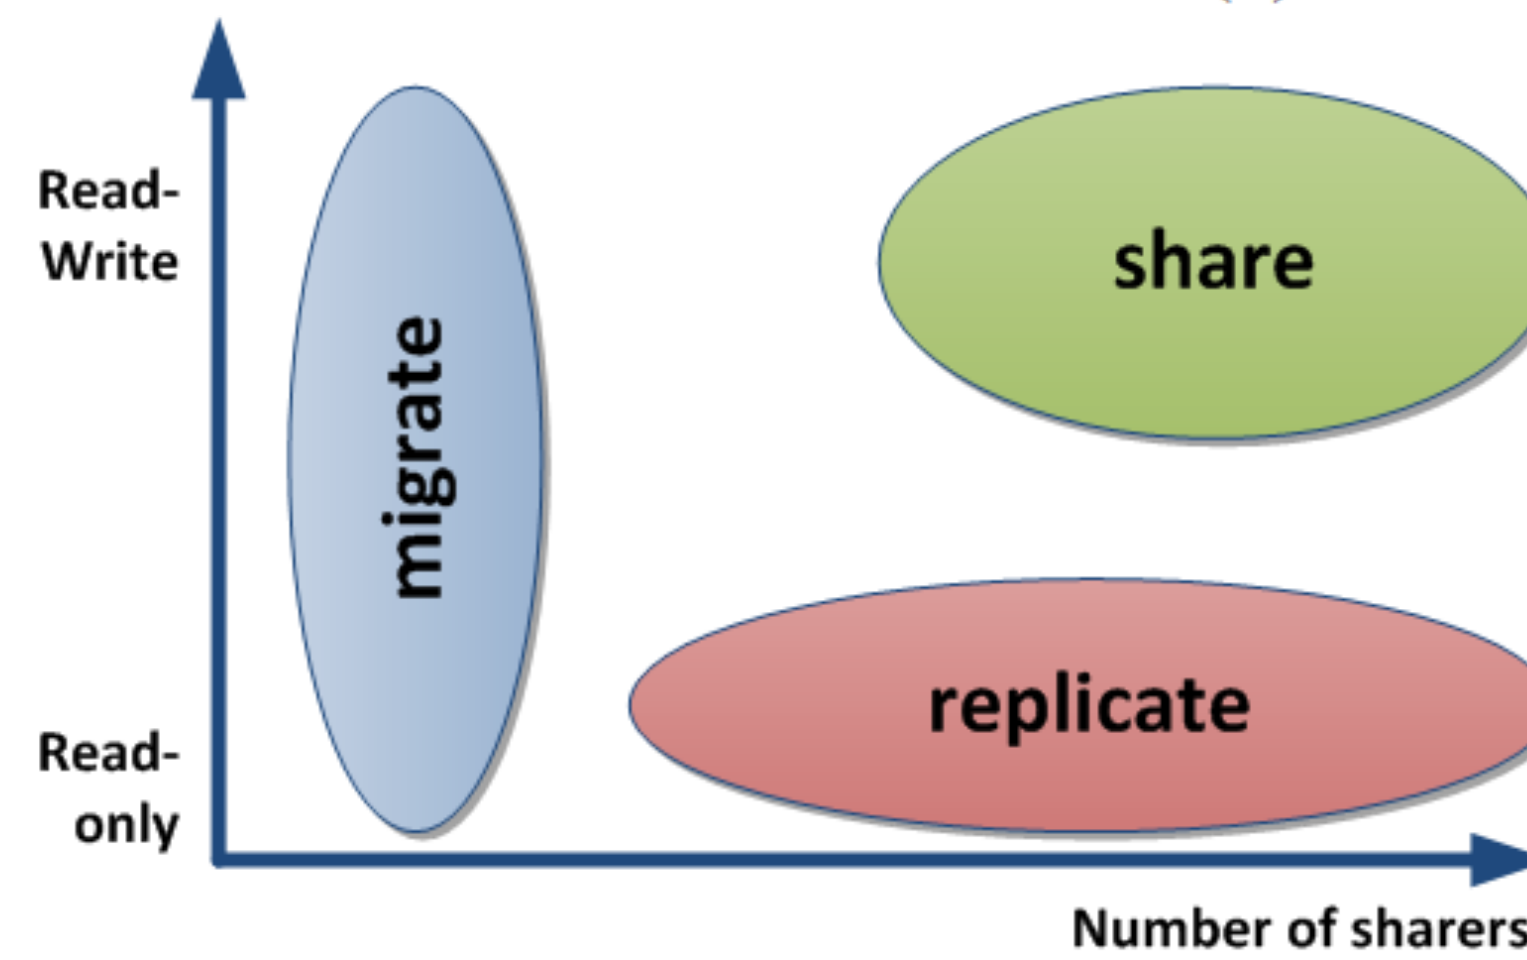 Read-
Write
share
migrate
replicate
Read-
only
Number of sharers